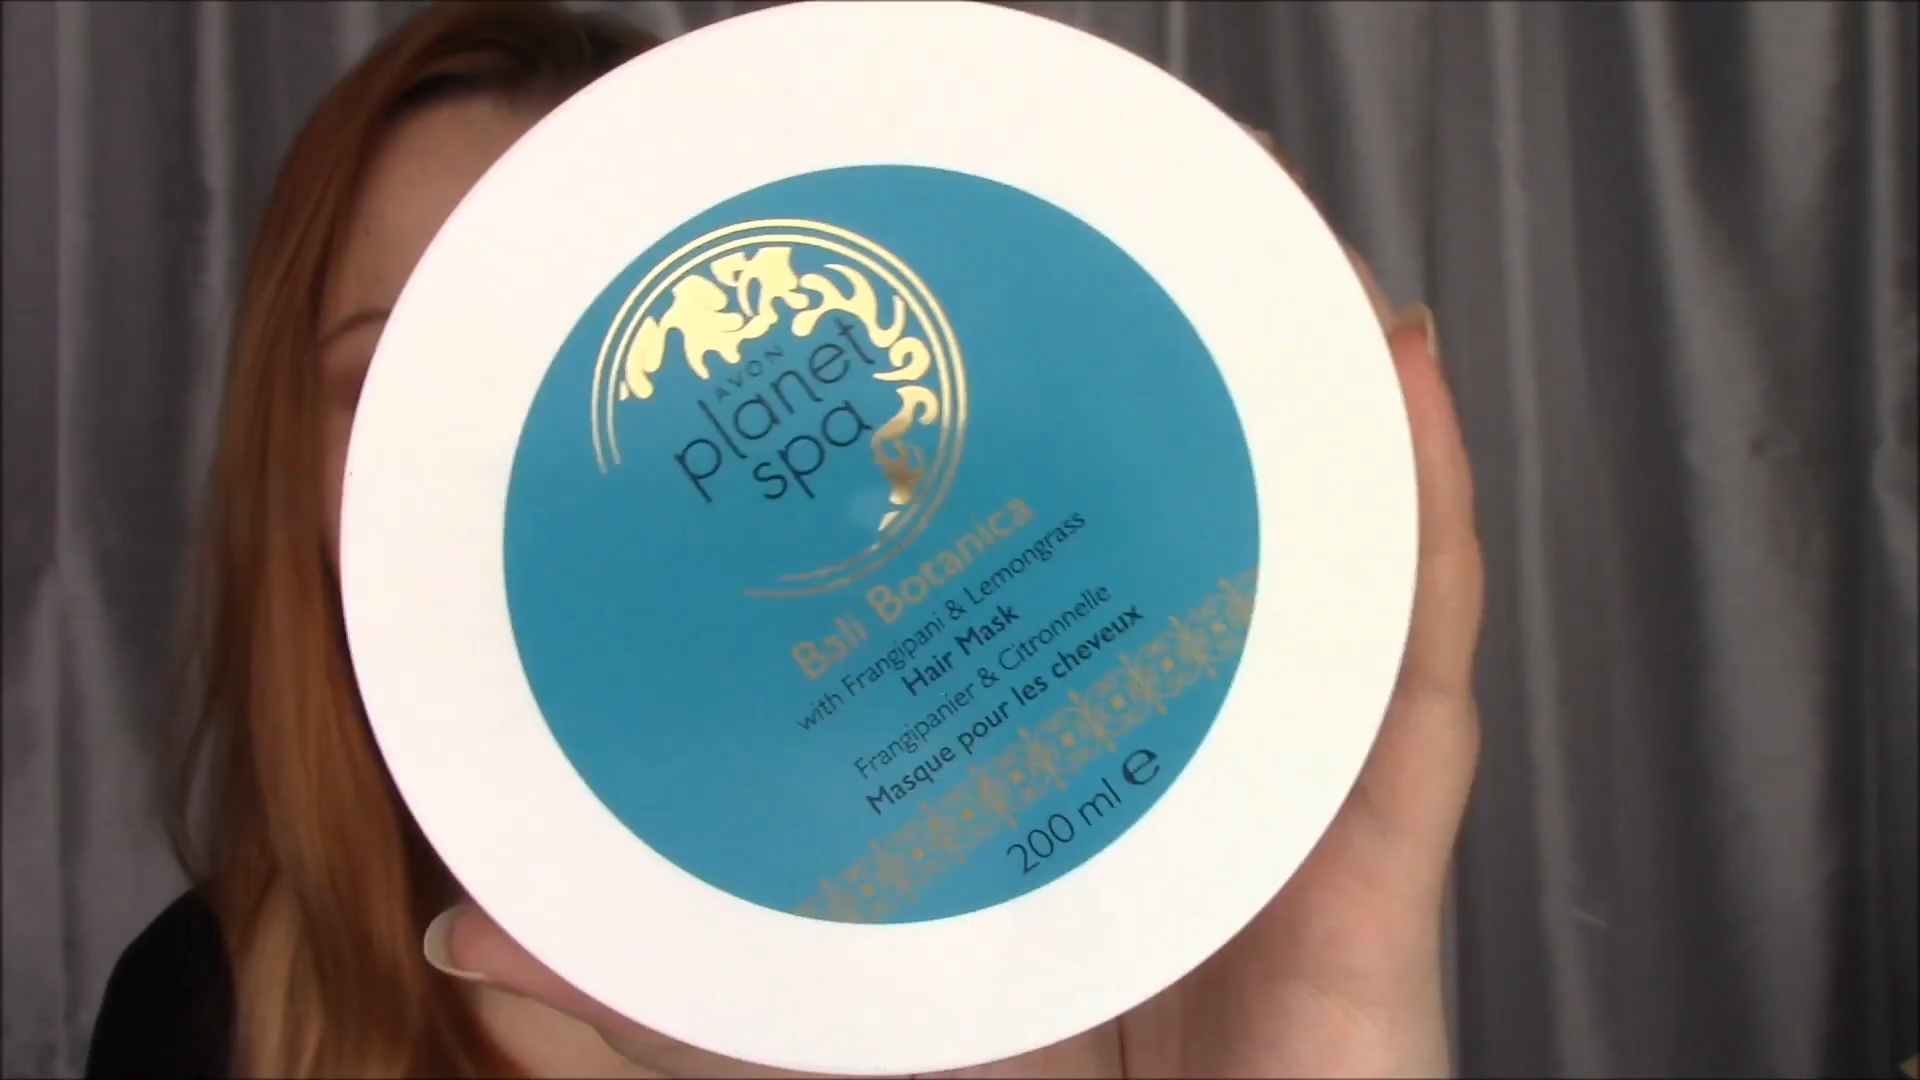 AVON
planet
spa
Bali Botanica
with Frangipani & Lemongrass
Hair Mask
Frangipanier & Citronnelle
Masque pour les cheveux
200 ml e